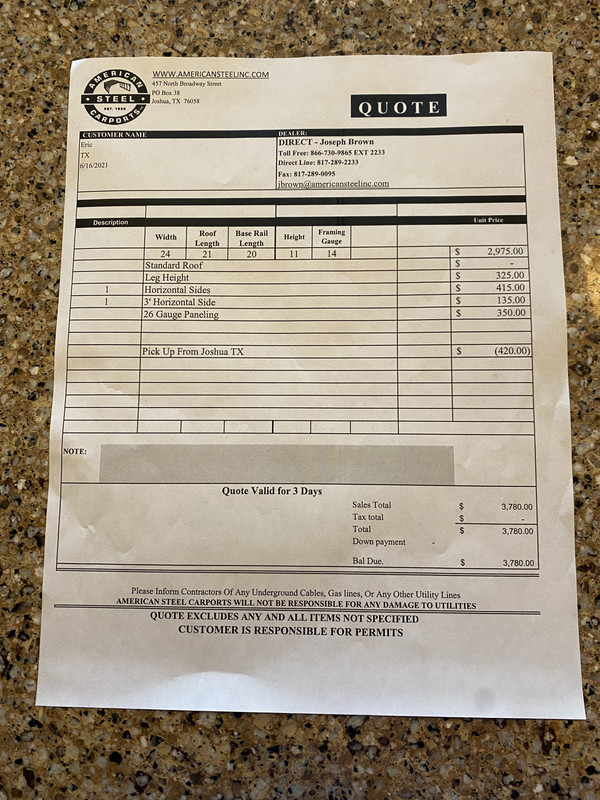 AMERICAN
STEEL
EST. 1996
CARPORTS
WWW.AMERICANSTEELINC.COM
457 North Broadway Street
PO Box 38
Joshua, TX 76058
QUOTE
CUSTOMER NAME
Eric
TX
6/16/2021
DEALER:
DIRECT - Joseph Brown
Toll Free: 866-730-9865 EXT 2233
Direct Line: 817-289-2233
Fax: 817-289-0095
jbrown@americansteelinc.com
Description Unit Price
Width Roof Length Base Rail Length Height Framing Gauge
24 21 20 11 14 $ 2,975.00
Standard Roof $ -
Leg Height $ 325.00
1 Horizontal Sides $ 415.00
1 3' Horizontal Side $ 135.00
26 Gauge Paneling $ 350.00
Pick Up From Joshua TX $ (420.00)
NOTE:
Quote Valid for 3 Days
Sales Total $ 3,780.00
Tax total $ -
Total $ 3,780.00
Down payment -
Bal Due. $ 3,780.00
Please Inform Contractors Of Any Underground Cables, Gas lines, Or Any Other Utility Lines
AMERICAN STEEL CARPORTS WILL NOT BE RESPONSIBLE FOR ANY DAMAGE TO UTILITIES
QUOTE EXCLUDES ANY AND ALL ITEMS NOT SPECIFIED
CUSTOMER IS RESPONSIBLE FOR PERMITS